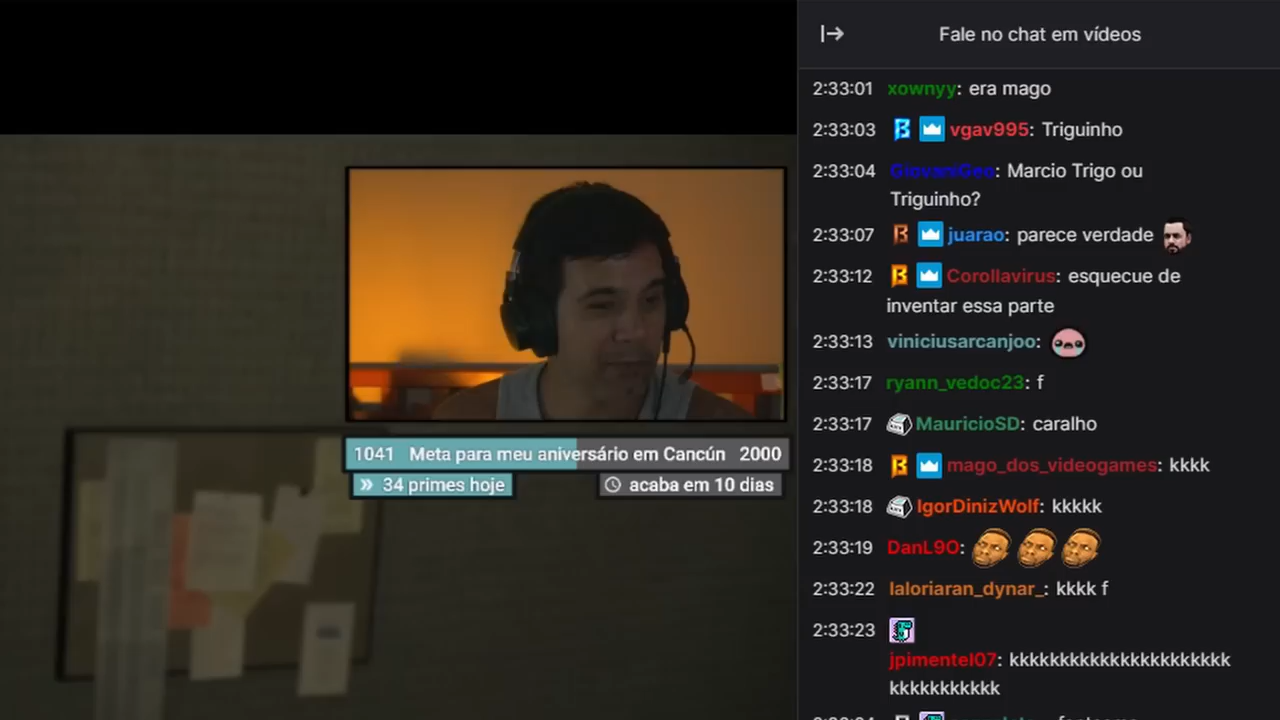 Fale no chat em vídeos
2:33:01 xownyy: era mago
2:33:03 vgav995: Triguinho
2:33:04 GiovaniGeo: Marcio Trigo ou
Triguinho?
2:33:07 juarao: parece verdade
2:33:12 Corollavirus: esquecue de
inventar essa parte
2:33:13 viniciusarcanjoo:
2:33:17 ryann_vedoc23: f
2:33:17 MauricioSD: caralho
2:33:18 mago_dos_videogames: kkkk
2:33:18 IgorDinizWolf: kkkkk
2:33:19 DanL9O:
2:33:22 laloriaran_dynar_: kkkk f
2:33:23
jpimentel07: kkkkkkkkkkkkkkkkkkkkkk
kkkkkkkkkkk
1041 Meta para meu aniversário em Cancún 2000
34 primes hoje acaba em 10 dias